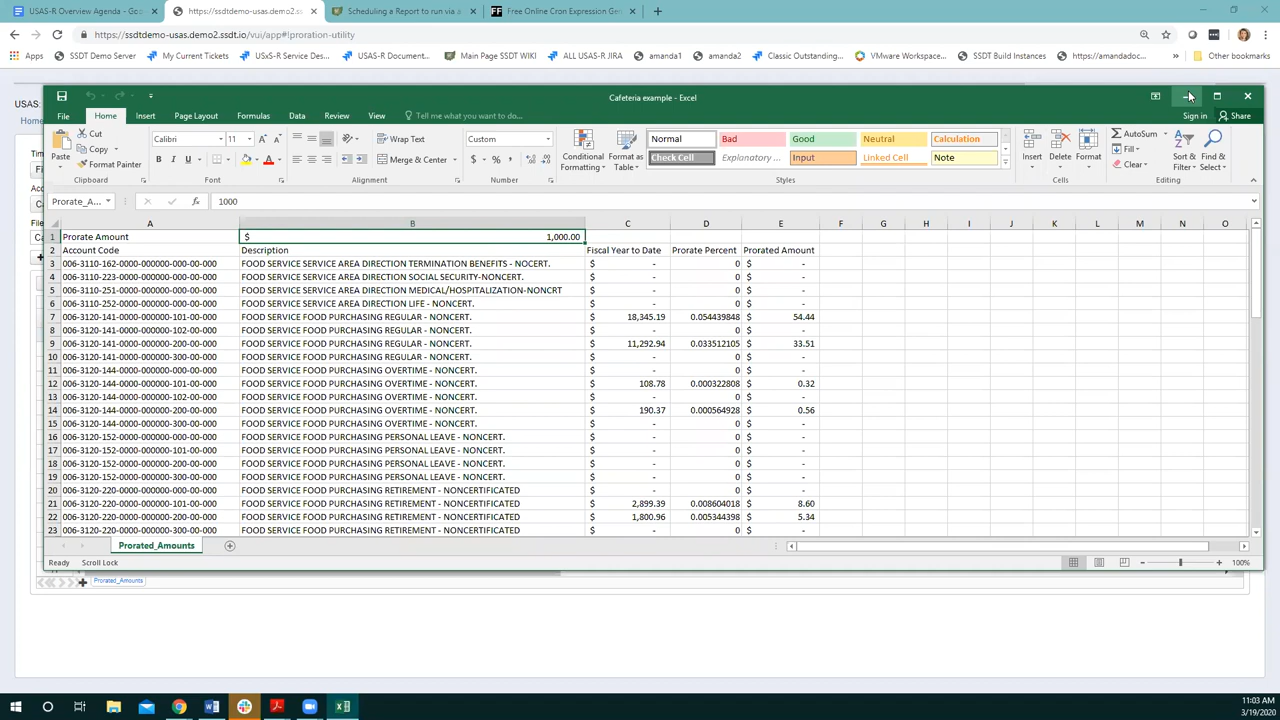 USAS-R Overview Agenda - Go
https://ssdtdemo-usas.demo2.ssdt.i
Scheduling a Report to run via a
Free Online Cron Expression Gen
https://ssdtdemo-usas.demo2.ssdt.io/vui/app#!proration-utility
Apps
SSDT Demo Server
My Current Tickets
USxS-R Documentat...
USAS-R Document...
Main Page SSDT WIKI
ALL USAS-R JIRA
amanda1
amanda2
Classic Outstanding...
VMware Workspace...
SSDT Build Instances
https://amandadoc...
»
Other bookmarks
USAS:
Cafeteria example - Excel
File
Home
Insert
Page Layout
Formulas
Data
Review
View
Tell me what you want to do
Sign in
Share
Paste
Cut
Copy
Format Painter
Clipboard
Calibri
11
B I U
Font
Wrap Text
Merge & Center
Alignment
Custom
$ % ,
Number
Conditional Formatting
Format as Table
Normal
Bad
Good
Neutral
Calculation
Check Cell
Explanatory ...
Input
Linked Cell
Note
Styles
Insert
Delete
Format
Cells
AutoSum
Fill
Clear
Sort & Filter
Find & Select
Editing
Prorate_A...
fx
1000
A B C D E F G H I J K L M N O
1 Prorate Amount $ 1,000.00
2 Account Code Description Fiscal Year to Date Prorate Percent Prorated Amount
3 006-3110-162-0000-000000-000-00-000 FOOD SERVICE SERVICE AREA DIRECTION TERMINATION BENEFITS - NOCERT. $ - 0 $ -
4 006-3110-223-0000-000000-000-00-000 FOOD SERVICE SERVICE AREA DIRECTION SOCIAL SECURITY-NONCERT. $ - 0 $ -
5 006-3110-251-0000-000000-000-00-000 FOOD SERVICE SERVICE AREA DIRECTION MEDICAL/HOSPITALIZATION-NONCRT $ - 0 $ -
6 006-3110-252-0000-000000-000-00-000 FOOD SERVICE SERVICE AREA DIRECTION LIFE - NONCERT. $ - 0 $ -
7 006-3120-141-0000-000000-101-00-000 FOOD SERVICE FOOD PURCHASING REGULAR - NONCERT. $ 18,345.19 0.054439848 $ 54.44
8 006-3120-141-0000-000000-102-00-000 FOOD SERVICE FOOD PURCHASING REGULAR - NONCERT. $ - 0 $ -
9 006-3120-141-0000-000000-200-00-000 FOOD SERVICE FOOD PURCHASING REGULAR - NONCERT. $ 11,292.94 0.033512105 $ 33.51
10 006-3120-141-0000-000000-300-00-000 FOOD SERVICE FOOD PURCHASING REGULAR - NONCERT. $ - 0 $ -
11 006-3120-144-0000-000000-000-00-000 FOOD SERVICE FOOD PURCHASING OVERTIME - NONCERT. $ - 0 $ -
12 006-3120-144-0000-000000-101-00-000 FOOD SERVICE FOOD PURCHASING OVERTIME - NONCERT. $ 108.78 0.000322808 $ 0.32
13 006-3120-144-0000-000000-102-00-000 FOOD SERVICE FOOD PURCHASING OVERTIME - NONCERT. $ - 0 $ -
14 006-3120-144-0000-000000-200-00-000 FOOD SERVICE FOOD PURCHASING OVERTIME - NONCERT. $ 190.37 0.000564928 $ 0.56
15 006-3120-144-0000-000000-300-00-000 FOOD SERVICE FOOD PURCHASING OVERTIME - NONCERT. $ - 0 $ -
16 006-3120-152-0000-000000-000-00-000 FOOD SERVICE FOOD PURCHASING PERSONAL LEAVE - NONCERT. $ - 0 $ -
17 006-3120-152-0000-000000-101-00-000 FOOD SERVICE FOOD PURCHASING PERSONAL LEAVE - NONCERT. $ - 0 $ -
18 006-3120-152-0000-000000-200-00-000 FOOD SERVICE FOOD PURCHASING PERSONAL LEAVE - NONCERT. $ - 0 $ -
19 006-3120-152-0000-000000-300-00-000 FOOD SERVICE FOOD PURCHASING PERSONAL LEAVE - NONCERT. $ - 0 $ -
20 006-3120-220-0000-000000-000-00-000 FOOD SERVICE FOOD PURCHASING RETIREMENT - NONCERTIFICATED $ - 0 $ -
21 006-3120-220-0000-000000-101-00-000 FOOD SERVICE FOOD PURCHASING RETIREMENT - NONCERTIFICATED $ 2,899.39 0.008604018 $ 8.60
22 006-3120-220-0000-000000-200-00-000 FOOD SERVICE FOOD PURCHASING RETIREMENT - NONCERTIFICATED $ 1,800.96 0.005344398 $ 5.34
23 006-3120-220-0000-000000-300-00-000 FOOD SERVICE FOOD PURCHASING RETIREMENT - NONCERTIFICATED $ - 0 $ -
Prorated_Amounts
Ready
Scroll Lock
100%
Prorated_Amounts
11:03 AM
3/19/2020